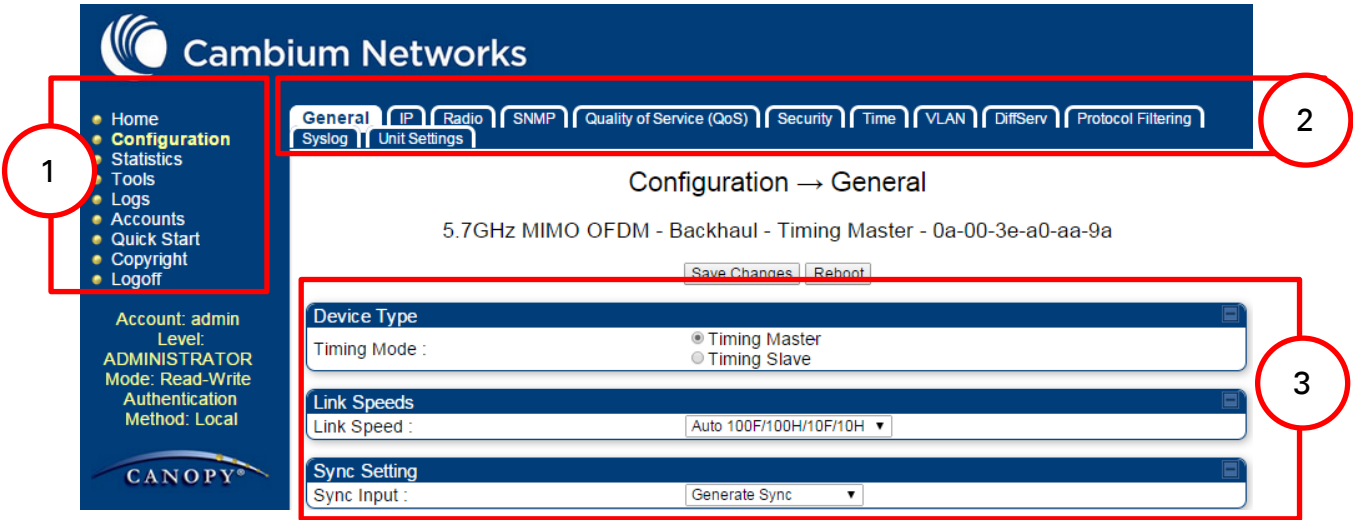 Cambium Networks
1
Home
Configuration
Statistics
Tools
Logs
Accounts
Quick Start
Copyright
Logoff
Account: admin
Level:
ADMINISTRATOR
Mode: Read-Write
Authentication
Method: Local
CANOPY®
2
General IP Radio SNMP Quality of Service (QoS) Security Time VLAN DiffServ Protocol Filtering
Syslog Unit Settings
Configuration → General
5.7GHz MIMO OFDM - Backhaul - Timing Master - 0a-00-3e-a0-aa-9a
Save Changes Reboot
3
Device Type
Timing Mode : Timing Master
Timing Slave
Link Speeds
Link Speed : Auto 100F/100H/10F/10H
Sync Setting
Sync Input : Generate Sync